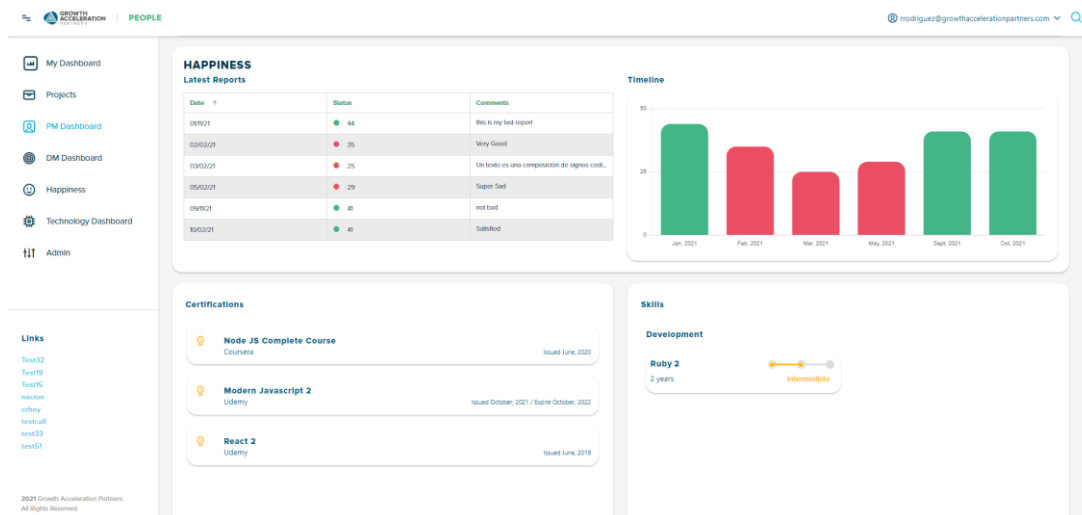 GROWTH
ACCELERATION
PARTNERS
PEOPLE
rrodriguez@growthaccelerationpartners.com
My Dashboard
Projects
PM Dashboard
DM Dashboard
Happiness
Technology Dashboard
Admin
Links
Test32
Test19
Test15
nacion
crhoy
testcell
test33
test51
2021 Growth Acceleration Partners.
All Rights Reserved.
HAPPINESS
Latest Reports
Date ↑ Status Comments
01/11/21 44 this is my last report
02/02/21 35 Very Good
03/02/21 25 Un texto es una composición de signos codi...
05/02/21 29 Super Sad
09/11/21 41 not bad
10/02/21 41 Satisfied
Timeline
50
25
0
Jan, 2021 Feb, 2021 Mar, 2021 May, 2021 Sept, 2021 Oct, 2021
Certifications
Node JS Complete Course
Coursera Issued June, 2020
Modern Javascript 2
Udemy Issued October, 2021 / Expire October, 2022
React 2
Udemy Issued June, 2019
Skills
Development
Ruby 2
2 years Intermediate